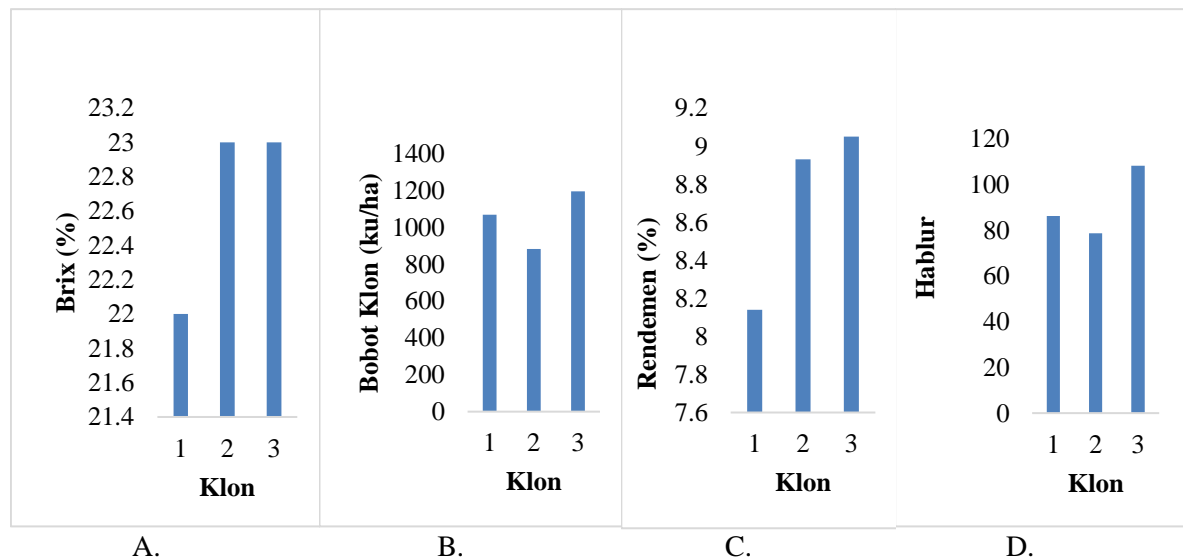 Brix (%)
23.2
23
22.8
22.6
22.4
22.2
22
21.8
21.6
21.4
1 2 3
Klon
A.
Bobot Klon (ku/ha)
1400
1200
1000
800
600
400
200
0
1 2 3
Klon
B.
Rendemen (%)
9.2
9
8.8
8.6
8.4
8.2
8
7.8
7.6
1 2 3
Klon
C.
Hablur
120
100
80
60
40
20
0
1 2 3
Klon
D.